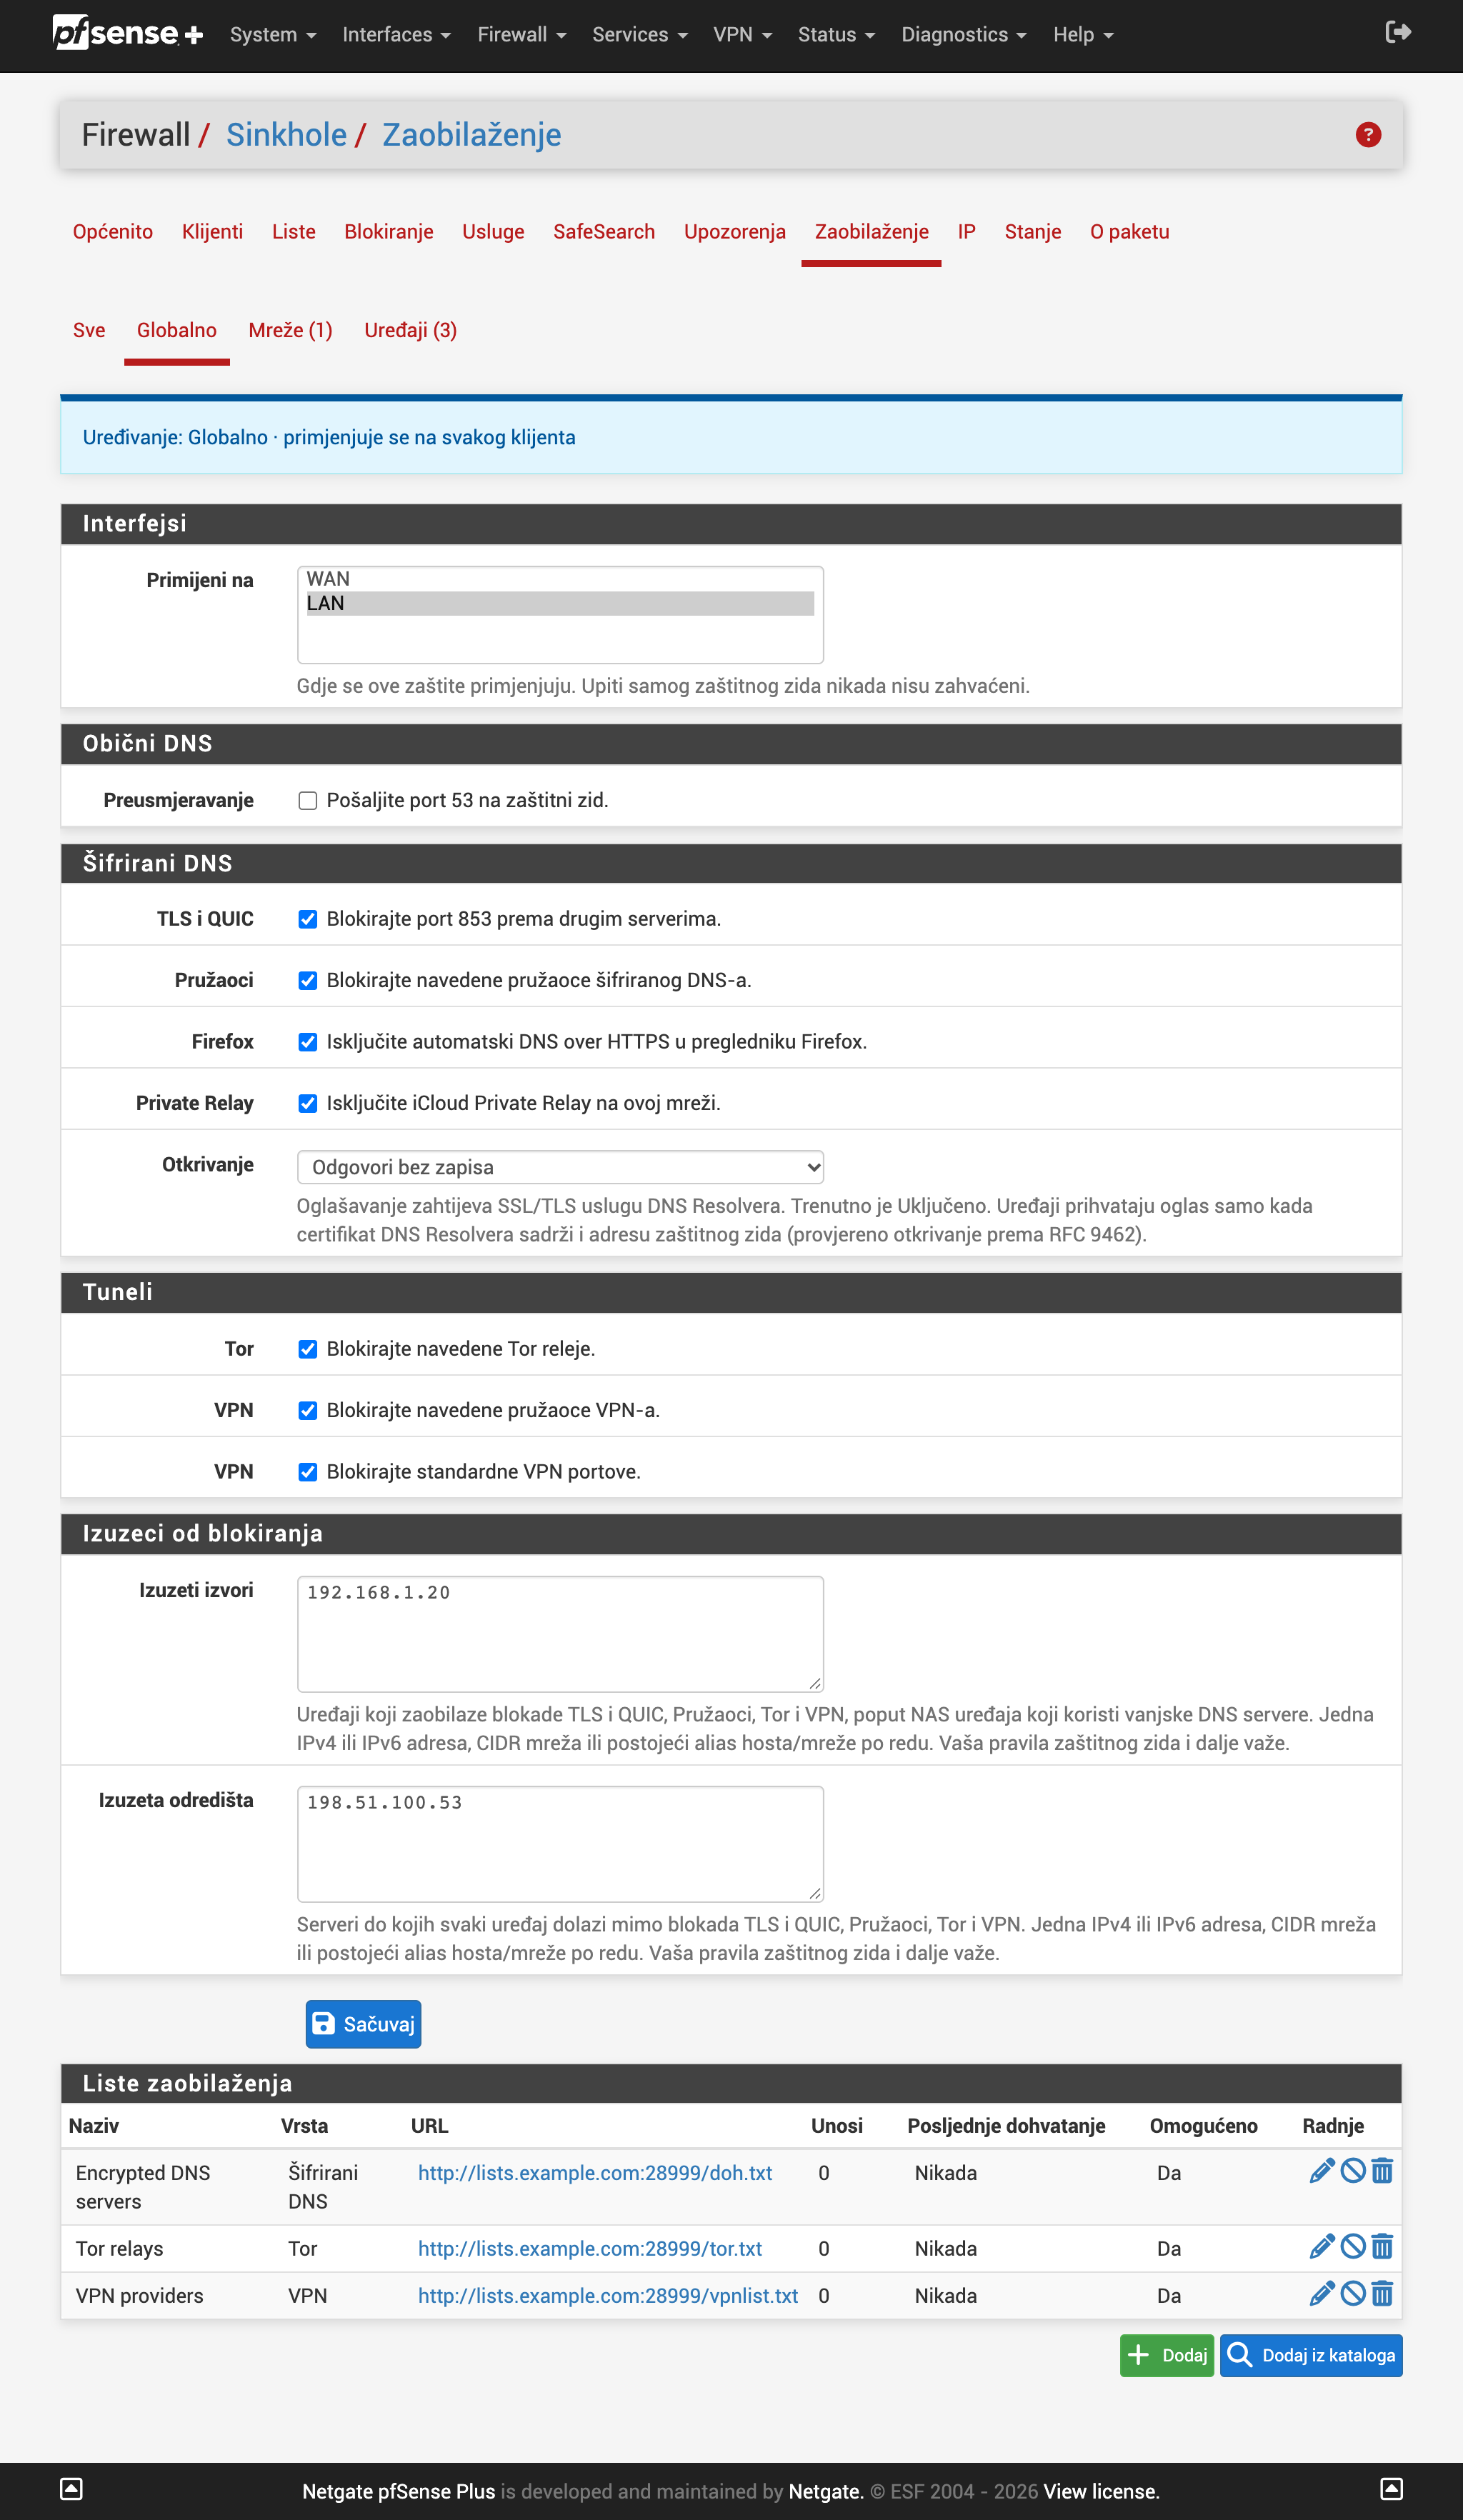 pfsense +
System Interfaces Firewall Services VPN Status Diagnostics Help
Firewall / Sinkhole / Zaobilaženje
Općenito Klijenti Liste Blokiranje Usluge SafeSearch Upozorenja Zaobilaženje IP Stanje O paketu
Sve Globalno Mreže (1) Uređaji (3)
Uređivanje: Globalno · primjenjuje se na svakog klijenta
Interfejsi
Primijeni na
WAN
LAN
Gdje se ove zaštite primjenjuju. Upiti samog zaštitnog zida nikada nisu zahvaćeni.
Obični DNS
Preusmjeravanje Pošaljite port 53 na zaštitni zid.
Šifrirani DNS
TLS i QUIC Blokirajte port 853 prema drugim serverima.
Pružaoci Blokirajte navedene pružaoce šifriranog DNS-a.
Firefox Isključite automatski DNS over HTTPS u pregledniku Firefox.
Private Relay Isključite iCloud Private Relay na ovoj mreži.
Otkrivanje Odgovori bez zapisa
Oglašavanje zahtijeva SSL/TLS uslugu DNS Resolvera. Trenutno je Uključeno. Uređaji prihvataju oglas samo kada
certifikat DNS Resolvera sadrži i adresu zaštitnog zida (provjereno otkrivanje prema RFC 9462).
Tuneli
Tor Blokirajte navedene Tor releje.
VPN Blokirajte navedene pružaoce VPN-a.
VPN Blokirajte standardne VPN portove.
Izuzeci od blokiranja
Izuzeti izvori 192.168.1.20
Uređaji koji zaobilaze blokade TLS i QUIC, Pružaoci, Tor i VPN, poput NAS uređaja koji koristi vanjske DNS servere. Jedna
IPv4 ili IPv6 adresa, CIDR mreža ili postojeći alias hosta/mreže po redu. Vaša pravila zaštitnog zida i dalje važe.
Izuzeta odredišta 198.51.100.53
Serveri do kojih svaki uređaj dolazi mimo blokada TLS i QUIC, Pružaoci, Tor i VPN. Jedna IPv4 ili IPv6 adresa, CIDR mreža
ili postojeći alias hosta/mreže po redu. Vaša pravila zaštitnog zida i dalje važe.
Sačuvaj
Liste zaobilaženja
Naziv Vrsta URL Unosi Posljednje dohvatanje Omogućeno Radnje
Encrypted DNS Šifrirani http://lists.example.com:28999/doh.txt 0 Nikada Da
servers DNS
Tor relays Tor http://lists.example.com:28999/tor.txt 0 Nikada Da
VPN providers VPN http://lists.example.com:28999/vpnlist.txt 0 Nikada Da
Dodaj Dodaj iz kataloga
Netgate pfSense Plus is developed and maintained by Netgate. © ESF 2004 - 2026 View license.